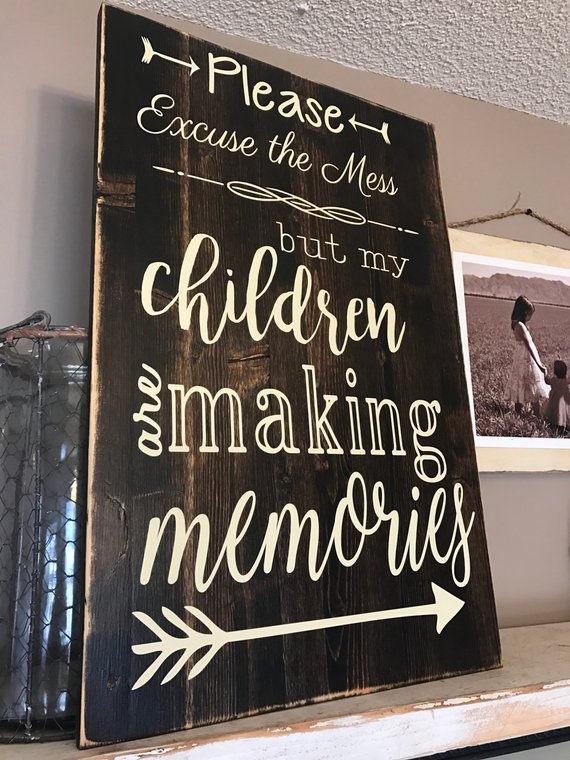 Please
Excuse the Mess
but my
children
are making
memories